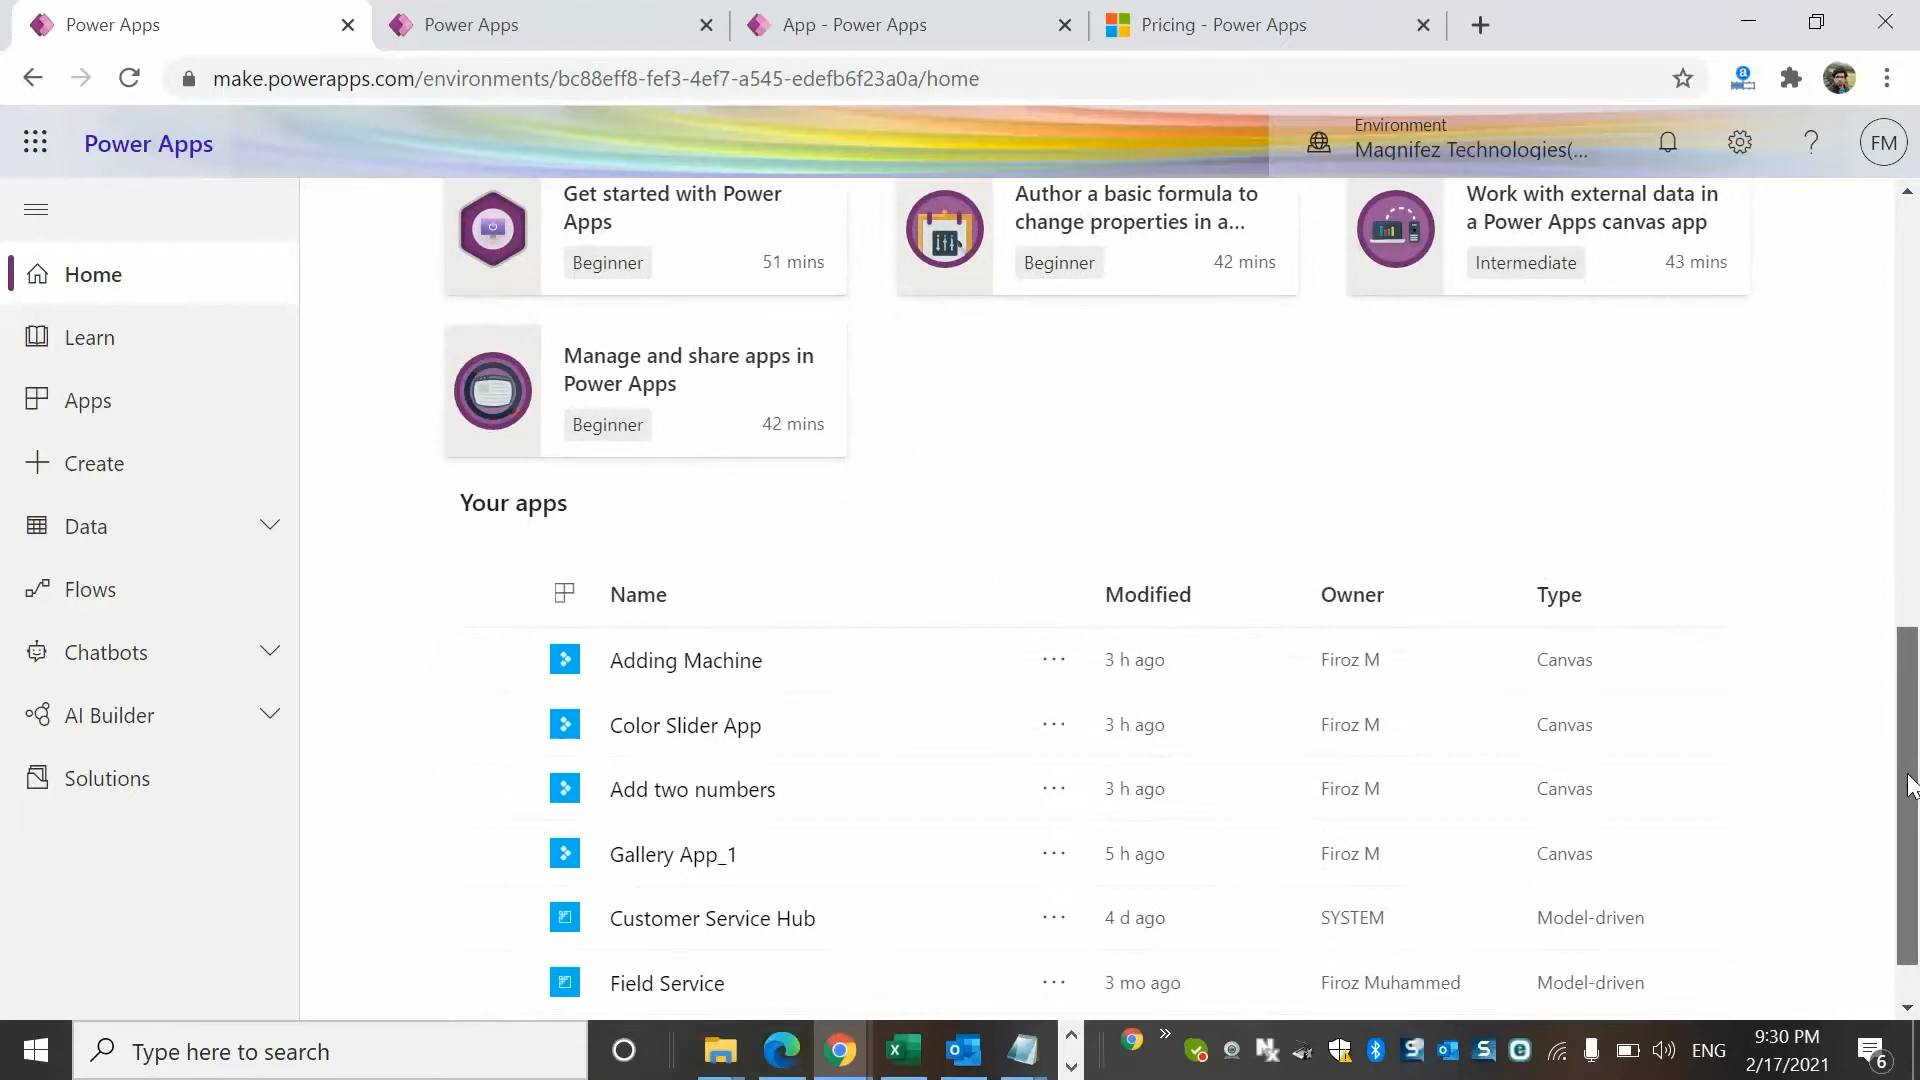 Power Apps
Power Apps
App - Power Apps
Pricing - Power Apps
make.powerapps.com/environments/bc88eff8-fef3-4ef7-a545-edefb6f23a0a/home
Power Apps
Environment
Magnifez Technologies(...
FM
Home
Learn
Apps
Create
Data
Flows
Chatbots
AI Builder
Solutions
Get started with Power
Apps
Beginner 51 mins
Author a basic formula to
change properties in a...
Beginner 42 mins
Work with external data in
a Power Apps canvas app
Intermediate 43 mins
Manage and share apps in
Power Apps
Beginner 42 mins
Your apps
Name Modified Owner Type
Adding Machine ... 3 h ago Firoz M Canvas
Color Slider App ... 3 h ago Firoz M Canvas
Add two numbers ... 3 h ago Firoz M Canvas
Gallery App_1 ... 5 h ago Firoz M Canvas
Customer Service Hub ... 4 d ago SYSTEM Model-driven
Field Service ... 3 mo ago Firoz Muhammed Model-driven
Type here to search
ENG
9:30 PM
2/17/2021
6